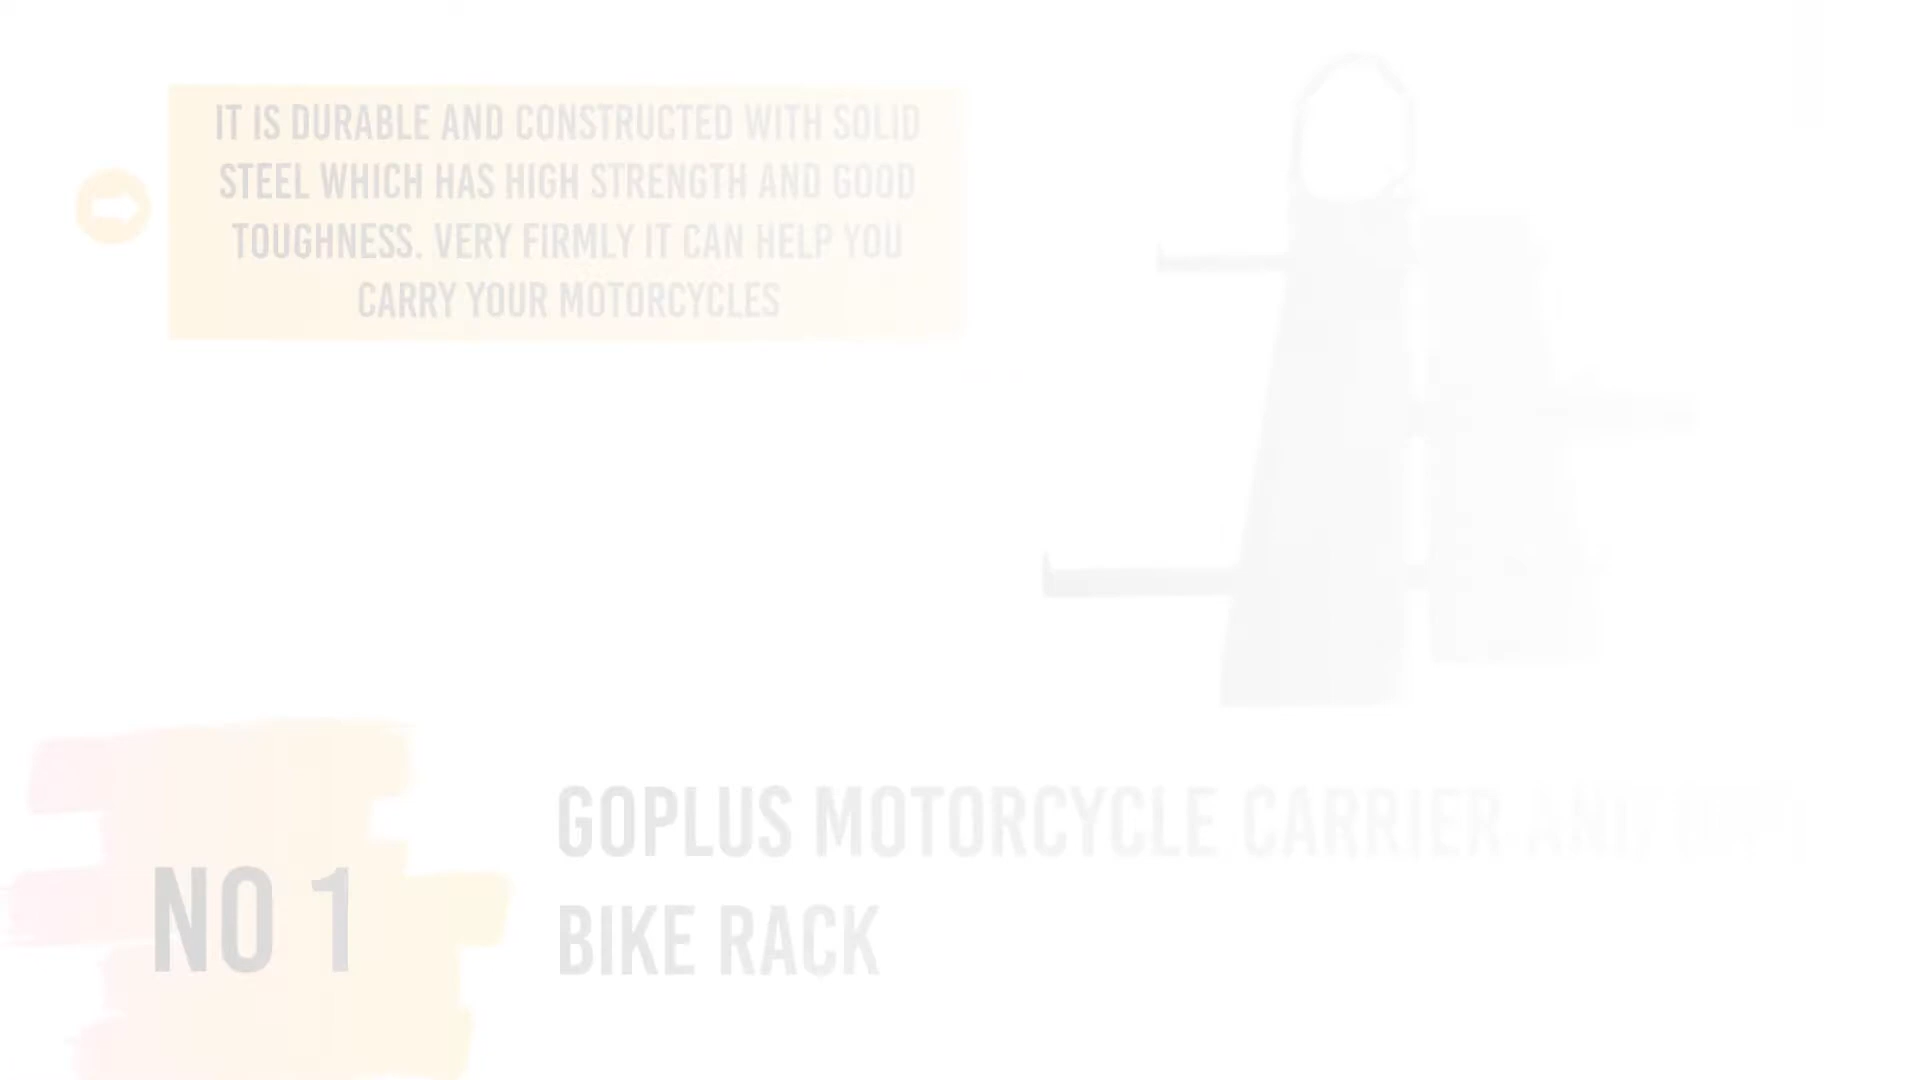 IT IS DURABLE AND CONSTRUCTED WITH SOLID
STEEL WHICH HAS HIGH STRENGTH AND GOOD
TOUGHNESS. VERY FIRMLY IT CAN HELP YOU
CARRY YOUR MOTORCYCLES
NO 1
GOPLUS MOTORCYCLE CARRIER AND
BIKE RACK